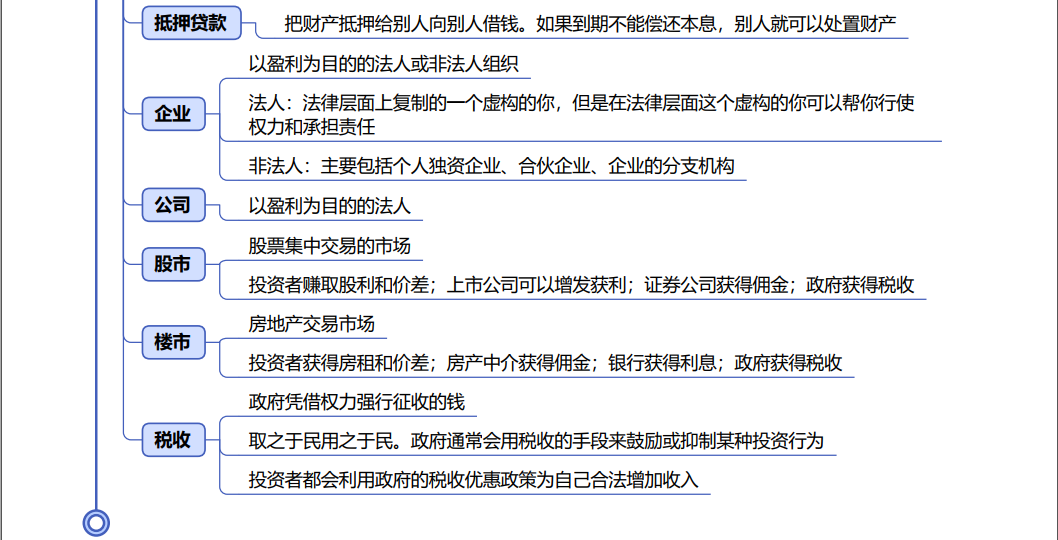 抵押贷款
把财产抵押给别人向别人借钱。如果到期不能偿还本息，别人就可以处置财产
企业
以盈利为目的的法人或非法人组织
法人：法律层面上复制的一个虚构的你，但是在法律层面这个虚构的你可以帮你行使
权力和承担责任
非法人：主要包括个人独资企业、合伙企业、企业的分支机构
公司
以盈利为目的的法人
股市
股票集中交易的市场
投资者赚取股利和价差；上市公司可以增发获利；证券公司获得佣金；政府获得税收
楼市
房地产交易市场
投资者获得房租和价差；房产中介获得佣金；银行获得利息；政府获得税收
税收
政府凭借权力强行征收的钱
取之于民用之于民。政府通常会用税收的手段来鼓励或抑制某种投资行为
投资者都会利用政府的税收优惠政策为自己合法增加收入